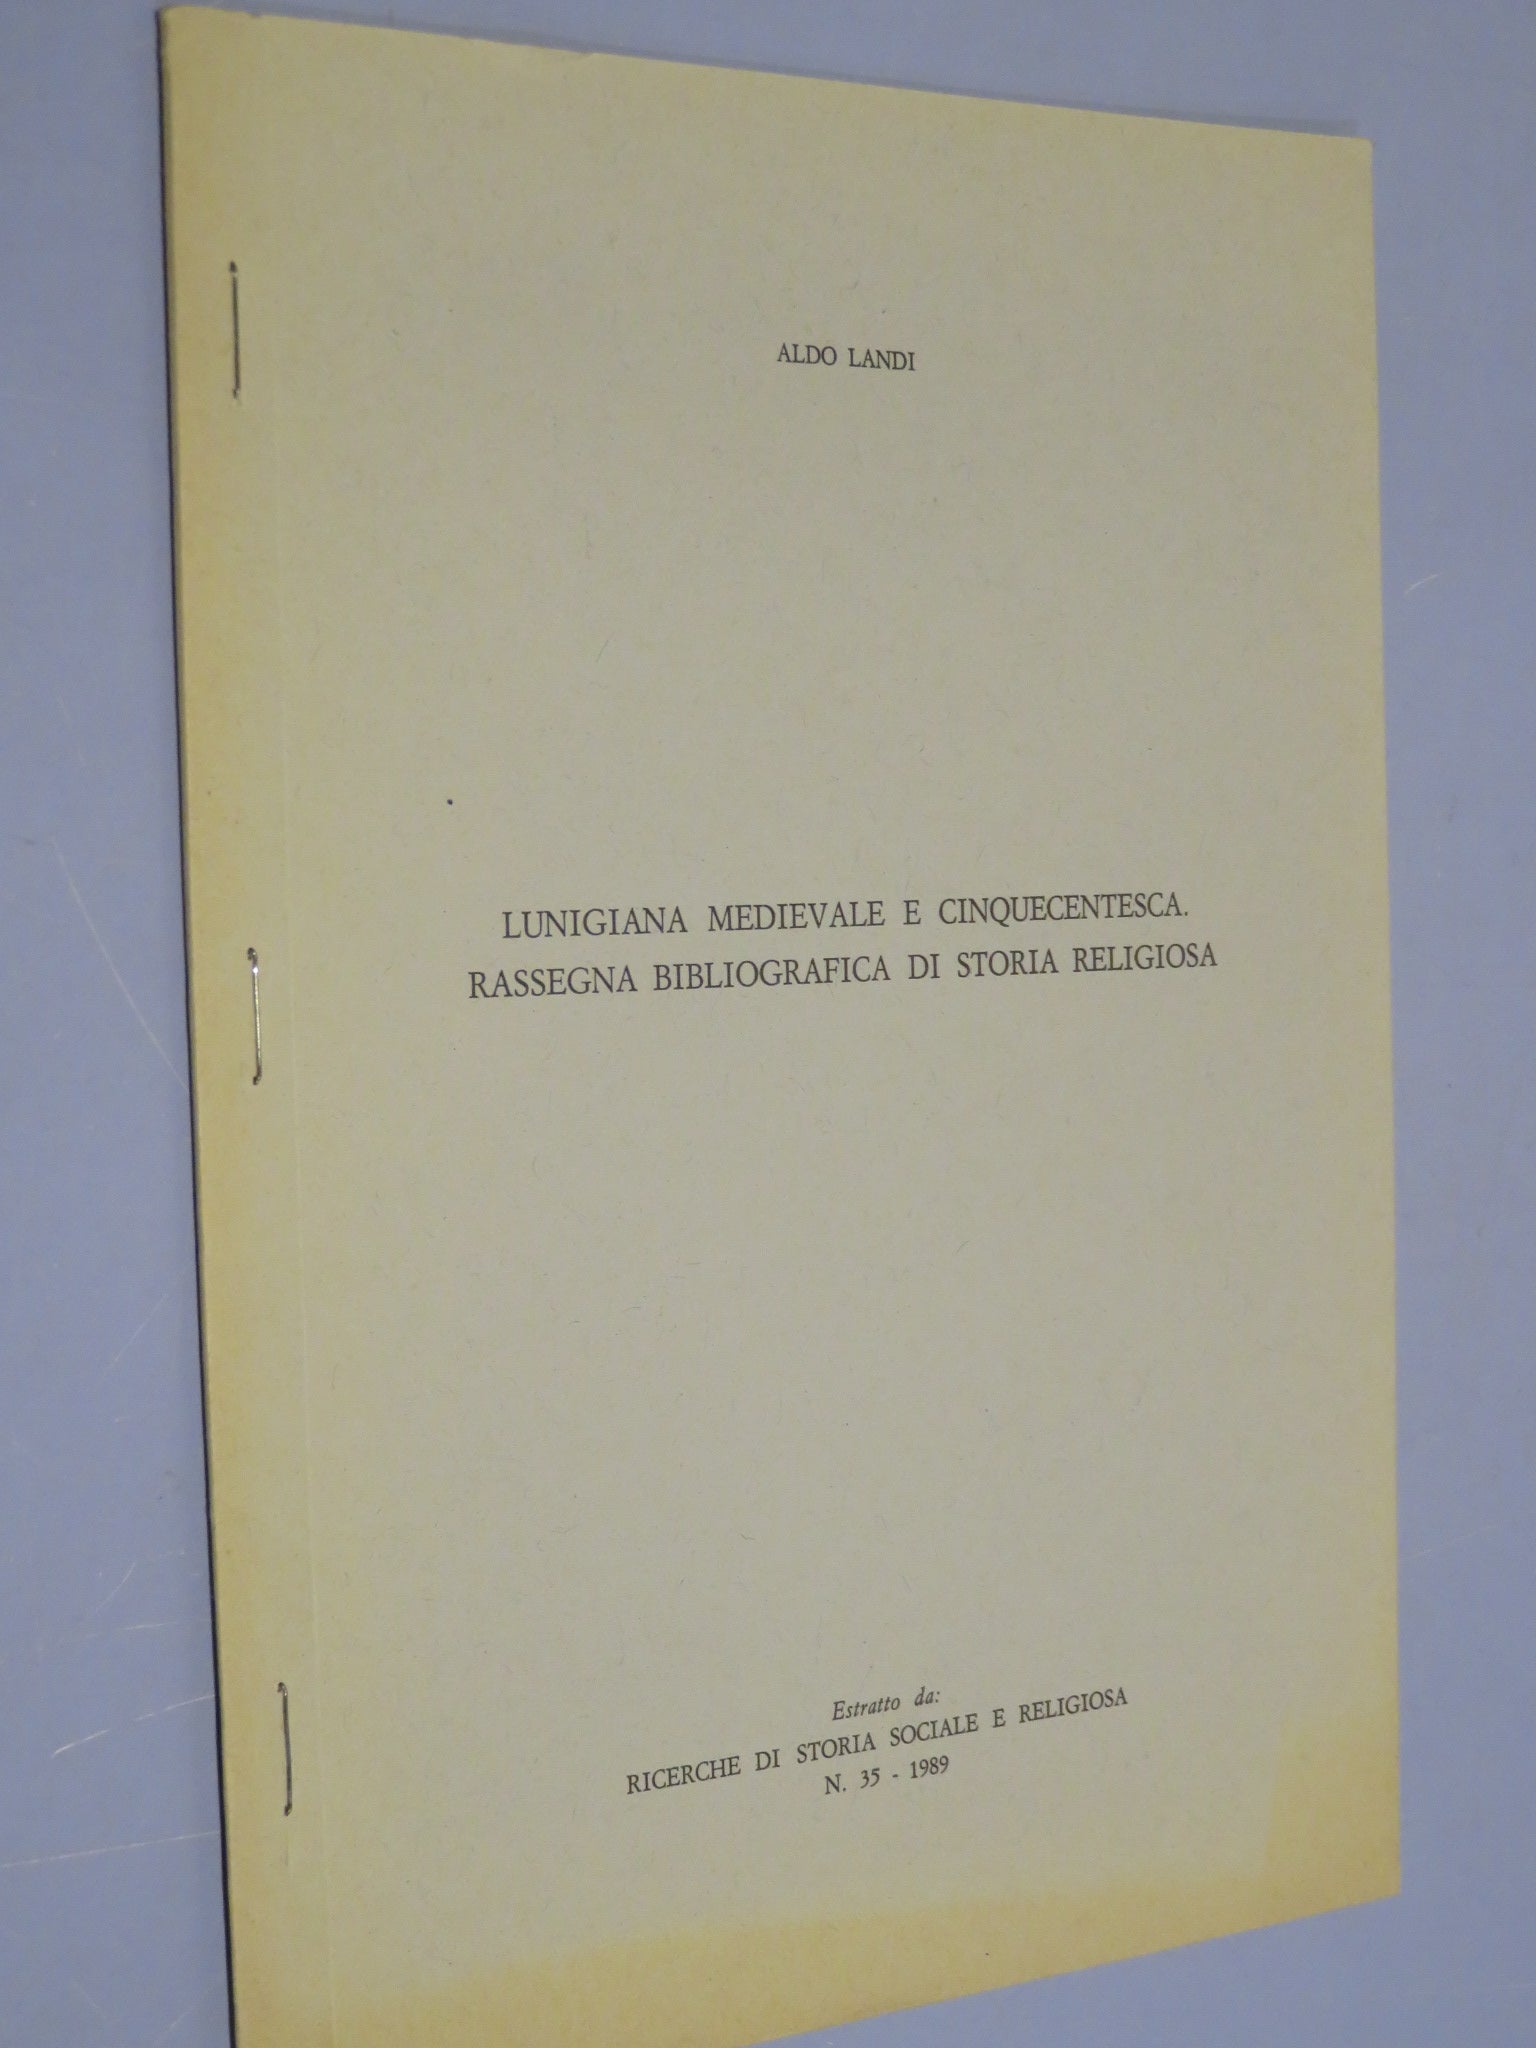 ALDO LANDI
LUNIGIANA MEDIEVALE E CINQUECENTESCA.
RASSEGNA BIBLIOGRAFICA DI STORIA RELIGIOSA
Estratto da:
RICERCHE DI STORIA SOCIALE E RELIGIOSA
N. 35 - 1989